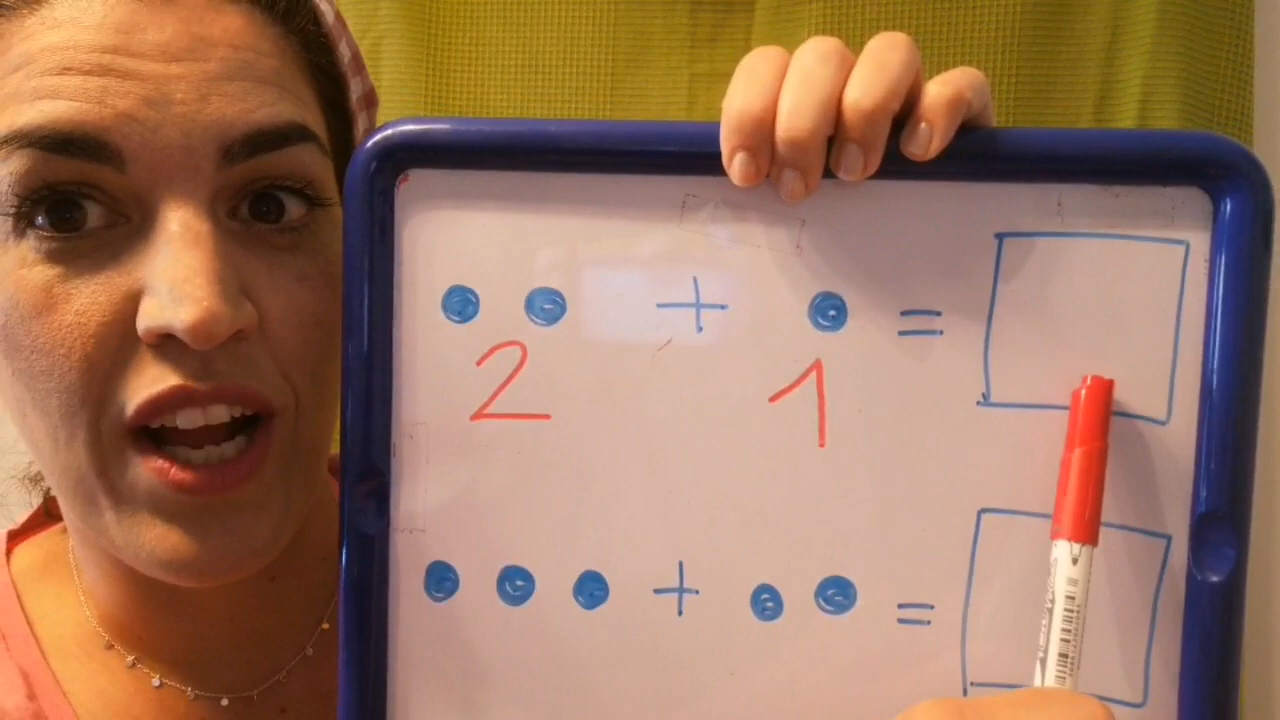 + =
2 1
+ =